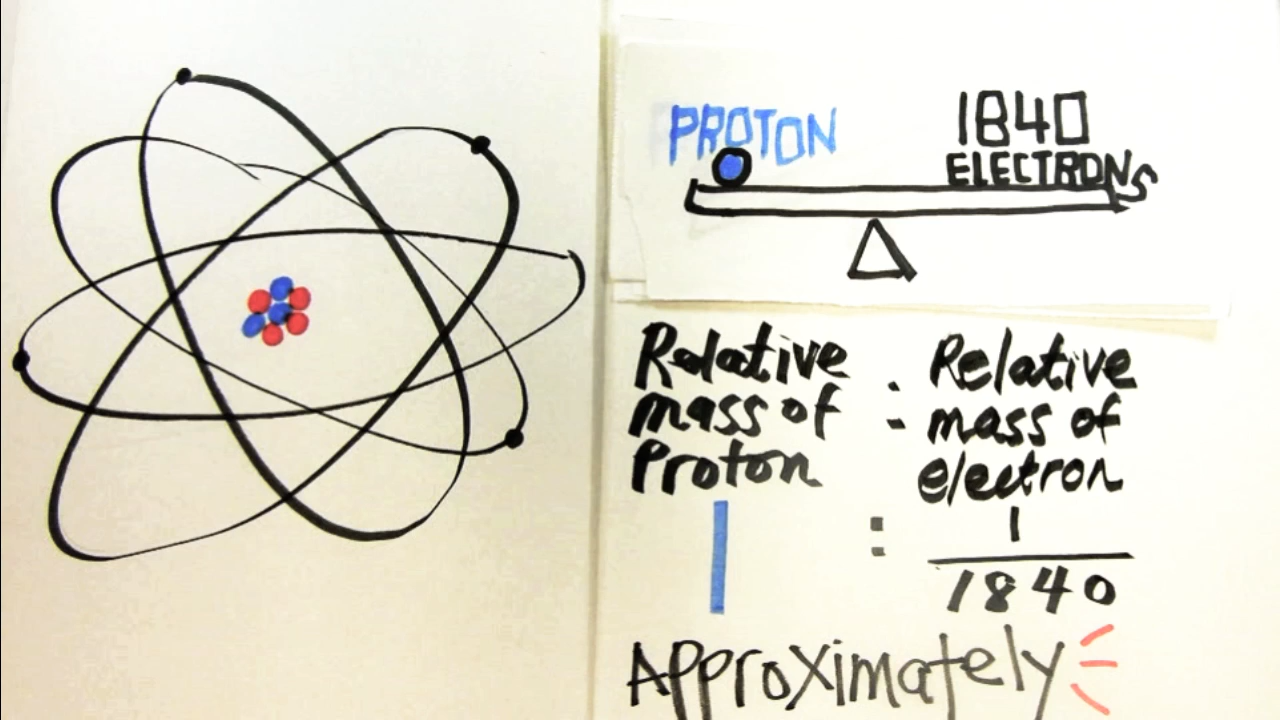 PROTON
1840
ELECTRONS
Relative : Relative
mass of mass of
Proton electron
1 : 1
1840
Approximately